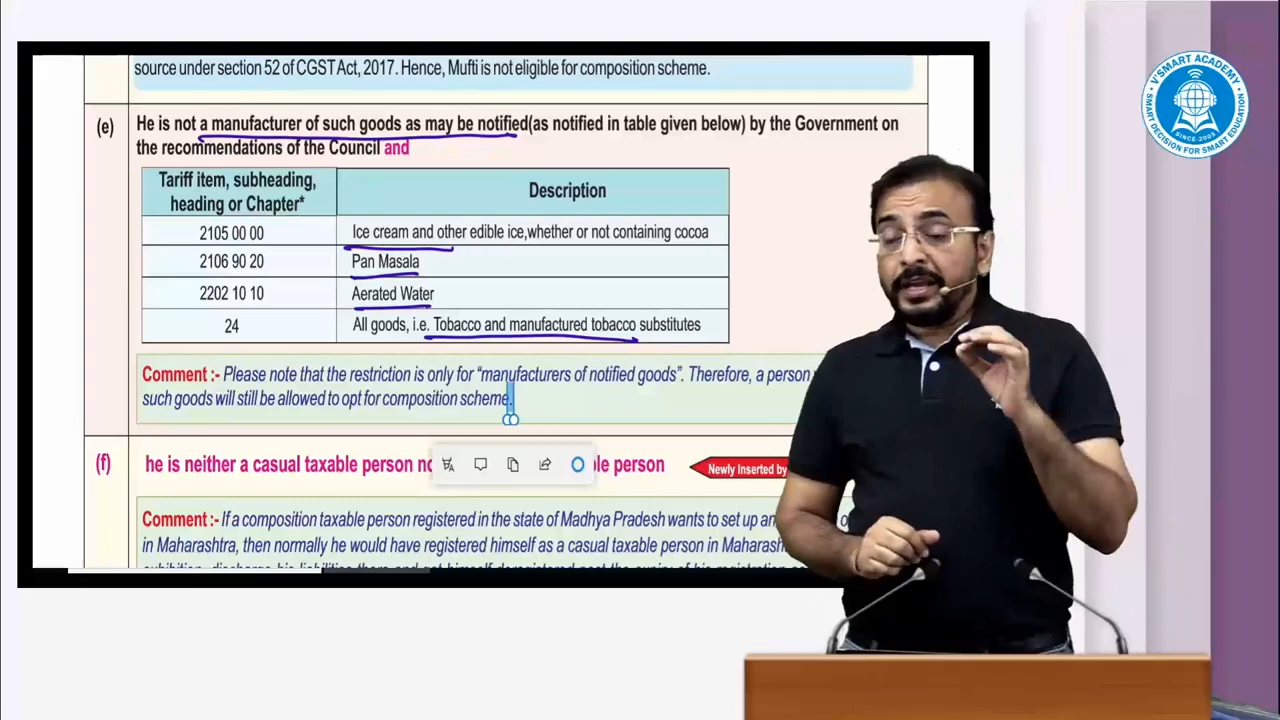 source under section 52 of CGST Act, 2017. Hence, Mufti is not eligible for composition scheme.
(e) He is not a manufacturer of such goods as may be notified(as notified in table given below) by the Government on
the recommendations of the Council and
Tariff item, subheading,
heading or Chapter*
Description
2105 00 00 Ice cream and other edible ice,whether or not containing cocoa
2106 90 20 Pan Masala
2202 10 10 Aerated Water
24 All goods, i.e. Tobacco and manufactured tobacco substitutes
Comment :- Please note that the restriction is only for “manufacturers of notified goods”. Therefore, a person
such goods will still be allowed to opt for composition scheme.
(f) he is neither a casual taxable person person
Newly Inserted by
Comment :- If a composition taxable person registered in the state of Madhya Pradesh wants to set up an
in Maharashtra, then normally he would have registered himself as a casual taxable person in
V'SMART ACADEMY
SINCE-2005
SMART DECISION FOR SMART EDUCATION